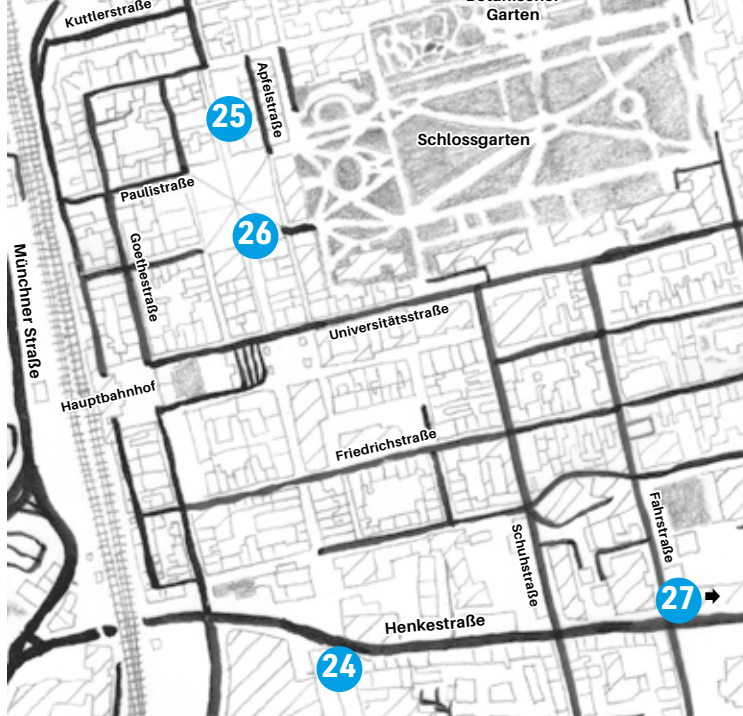 Kuttlerstraße
Botanischer
Garten
Apfelstraße
25
Schlossgarten
Paulistraße
26
Goethestraße
Münchner Straße
Universitätsstraße
Hauptbahnhof
Friedrichstraße
Fahrstraße
Schuhstraße
27
Henkestraße
24